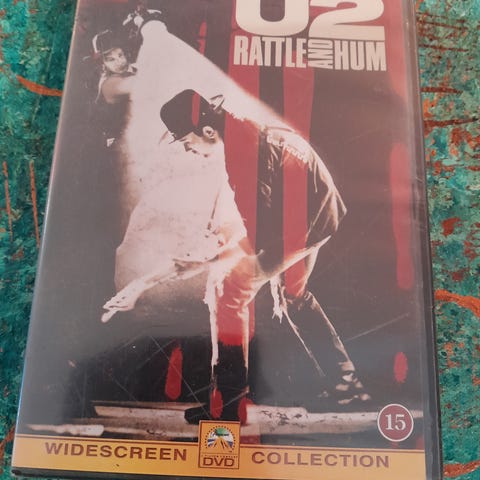 U2
RATTLE AND HUM
15
WIDESCREEN DVD COLLECTION